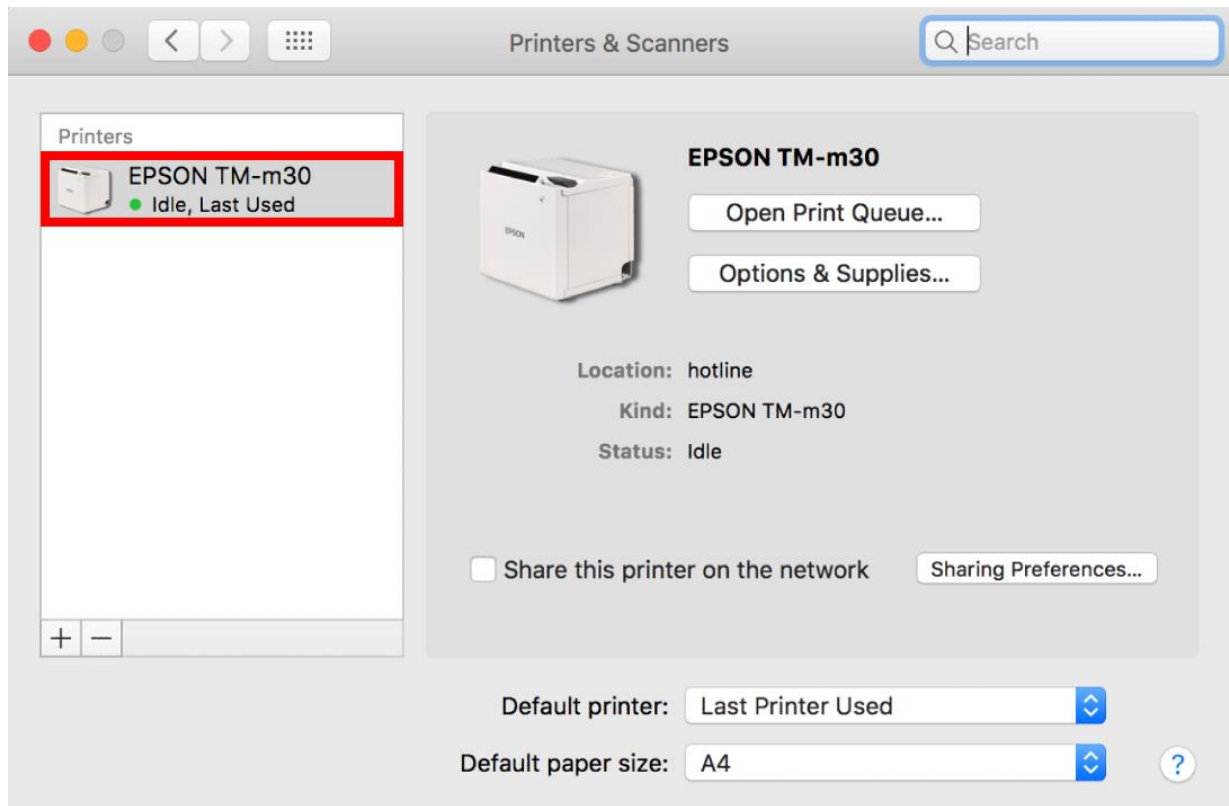 Printers & Scanners
Search
Printers
EPSON TM-m30
Idle, Last Used
EPSON
EPSON TM-m30
Open Print Queue...
Options & Supplies...
Location: hotline
Kind: EPSON TM-m30
Status: Idle
Share this printer on the network
Sharing Preferences...
+ −
Default printer: Last Printer Used
Default paper size: A4
?